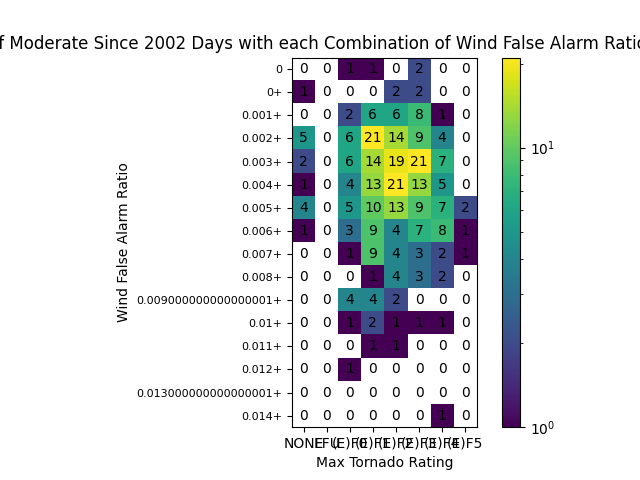 f Moderate Since 2002 Days with each Combination of Wind False Alarm Ratio
0 0 0 1 1 0 2 0 0
0+ 1 0 0 0 2 2 0 0
0.001+ 0 0 2 6 6 8 1 0
0.002+ 5 0 6 21 14 9 4 0
0.003+ 2 0 6 14 19 21 7 0
0.004+ 1 0 4 13 21 13 5 0
0.005+ 4 0 5 10 13 9 7 2
0.006+ 1 0 3 9 4 7 8 1
0.007+ 0 0 1 9 4 3 2 1
0.008+ 0 0 0 1 4 3 2 0
0.009000000000000001+ 0 0 4 4 2 0 0 0
0.01+ 0 0 1 2 1 1 1 0
0.011+ 0 0 0 1 1 0 0 0
0.012+ 0 0 1 0 0 0 0 0
0.013000000000000001+ 0 0 0 0 0 0 0 0
0.014+ 0 0 0 0 0 0 1 0
NONE (E)F0 (E)F1 (E)F2 (E)F3 (E)F4 (E)F5
Max Tornado Rating
Wind False Alarm Ratio
10¹
10⁰